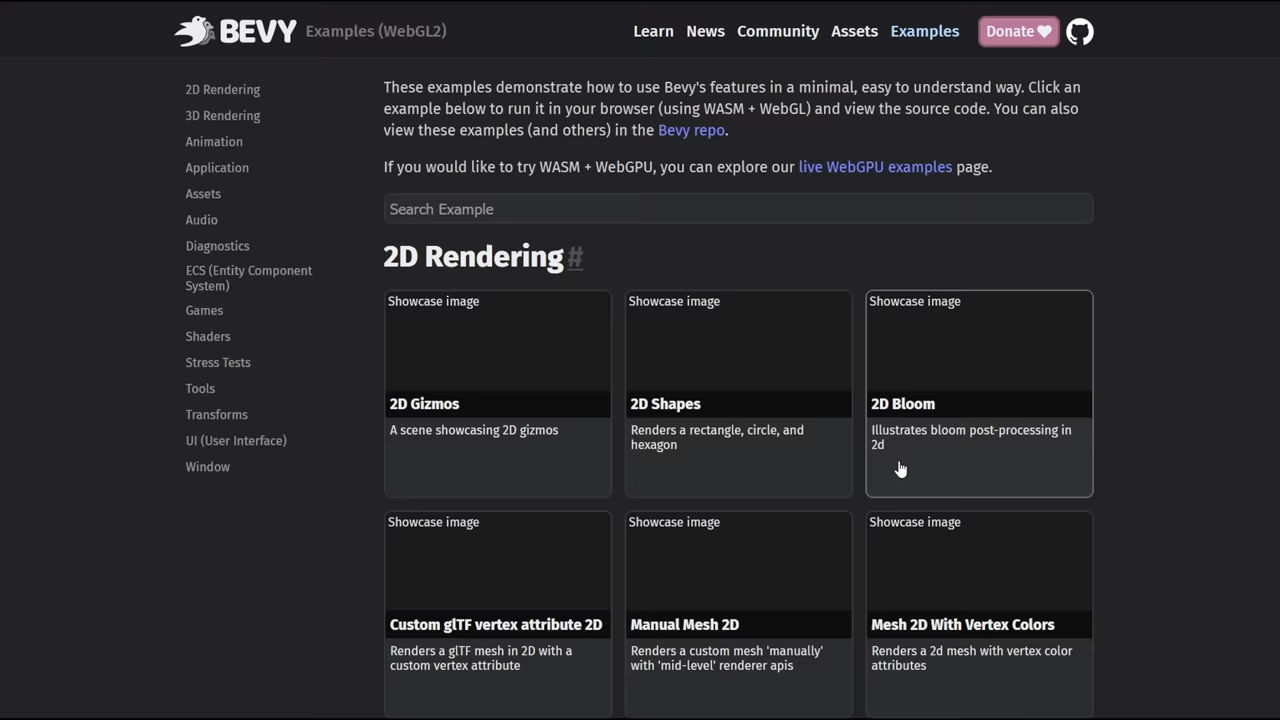 BEVY Examples (WebGL2) Learn News Community Assets Examples Donate
2D Rendering
3D Rendering
Animation
Application
Assets
Audio
Diagnostics
ECS (Entity Component
System)
Games
Shaders
Stress Tests
Tools
Transforms
UI (User Interface)
Window
These examples demonstrate how to use Bevy's features in a minimal, easy to understand way. Click an
example below to run it in your browser (using WASM + WebGL) and view the source code. You can also
view these examples (and others) in the Bevy repo.
If you would like to try WASM + WebGPU, you can explore our live WebGPU examples page.
Search Example
2D Rendering #
Showcase image
2D Gizmos
A scene showcasing 2D gizmos
Showcase image
2D Shapes
Renders a rectangle, circle, and
hexagon
Showcase image
2D Bloom
Illustrates bloom post-processing in
2d
Showcase image
Custom glTF vertex attribute 2D
Renders a glTF mesh in 2D with a
custom vertex attribute
Showcase image
Manual Mesh 2D
Renders a custom mesh 'manually'
with 'mid-level' renderer apis
Showcase image
Mesh 2D With Vertex Colors
Renders a 2d mesh with vertex color
attributes